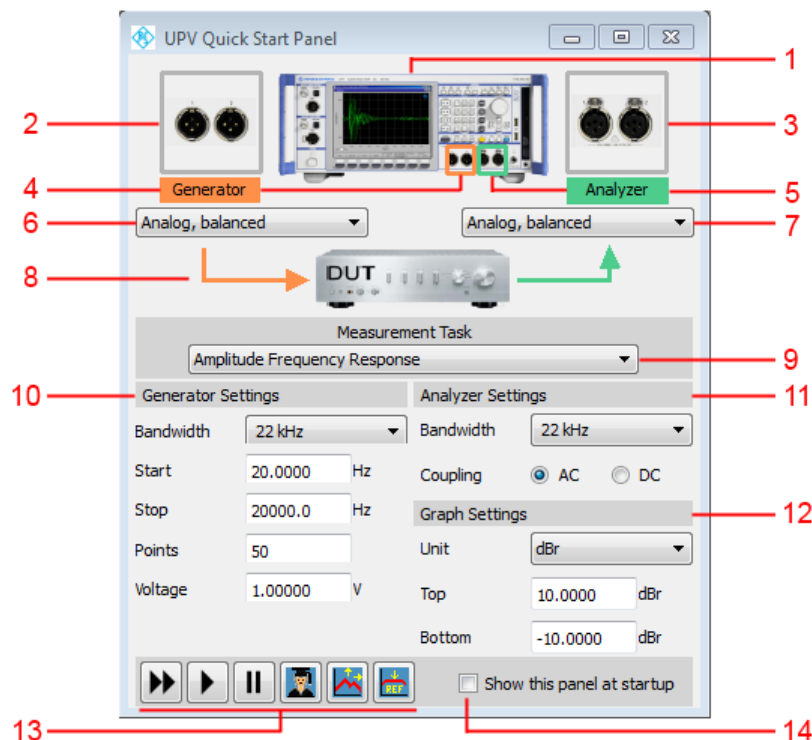 UPV Quick Start Panel
1
2
3
4
Generator
Analyzer
5
6
Analog, balanced
Analog, balanced
7
8
DUT
Measurement Task
Amplitude Frequency Response
9
10
Generator Settings
Analyzer Settings
11
Bandwidth
22 kHz
Bandwidth
22 kHz
Start
20.0000
Hz
Coupling
AC
DC
Stop
20000.0
Hz
Graph Settings
12
Points
50
Unit
dBr
Voltage
1.00000
V
Top
10.0000
dBr
Bottom
-10.0000
dBr
REF
Show this panel at startup
13
14